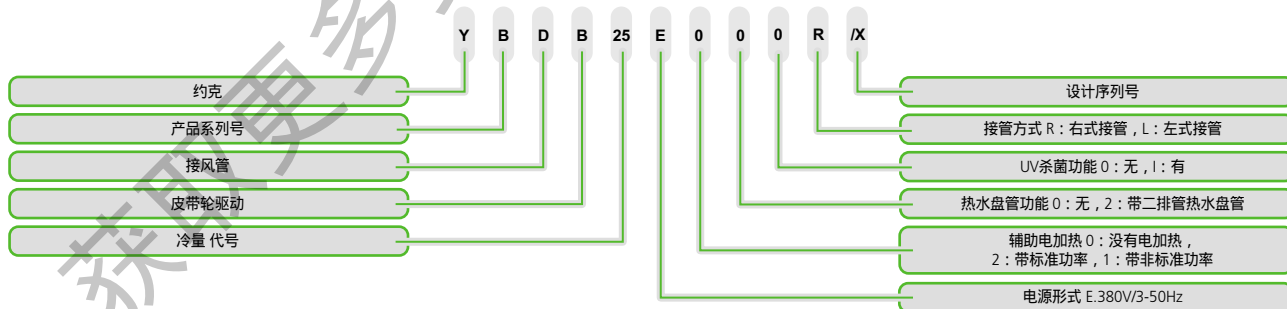 Y B D B 25 E 0 0 0 R /X
约克
产品系列号
接风管
皮带轮驱动
冷量 代号
设计序列号
接管方式 R：右式接管，L：左式接管
UV杀菌功能 0：无，I：有
热水盘管功能 0：无，2：带二排管热水盘管
辅助电加热 0：没有电加热，
2：带标准功率，1：带非标准功率
电源形式 E.380V/3-50Hz
获取更多